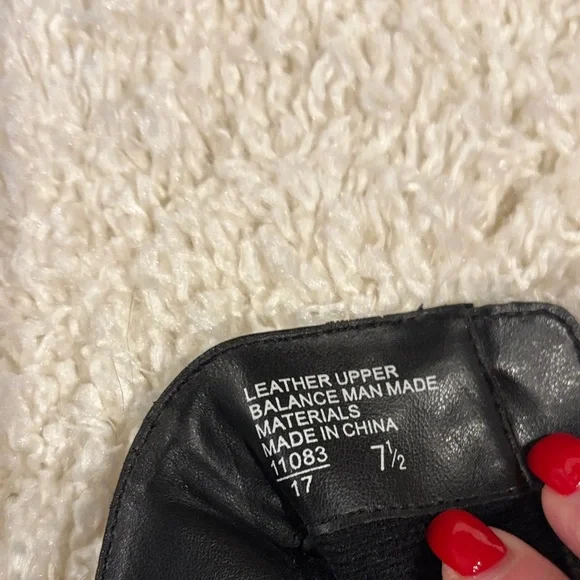 LEATHER UPPER
BALANCE MAN MADE
MATERIALS
MADE IN CHINA
11083 7½
17